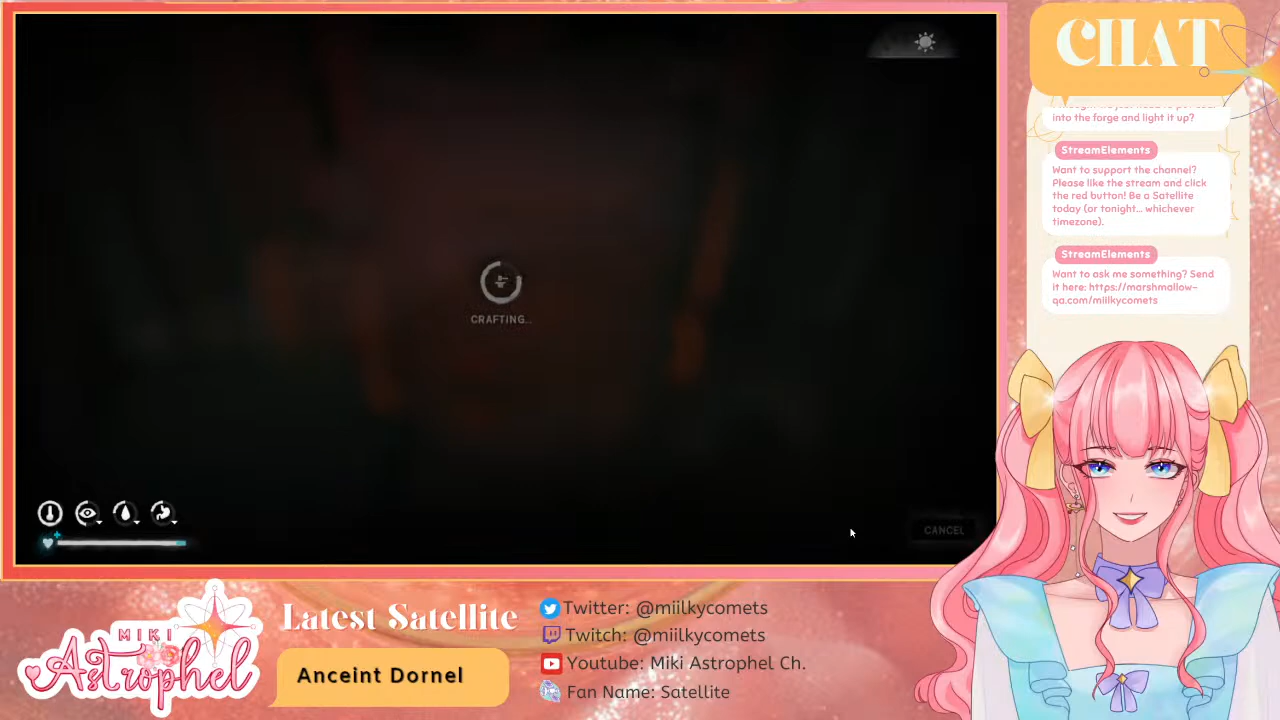 CHAT
into the forge and light it up?
StreamElements
Want to support the channel?
Please like the stream and click
the red button! Be a Satellite
today (or tonight... whichever
timezone).
StreamElements
Want to ask me something? Send
it here: https://marshmallow-
qa.com/miilkycomets
CRAFTING...
CANCEL
MIKI
Astrophel
Latest Satellite
Anceint Dornel
Twitter: @miilkycomets
Twitch: @miilkycomets
Youtube: Miki Astrophel Ch.
Fan Name: Satellite